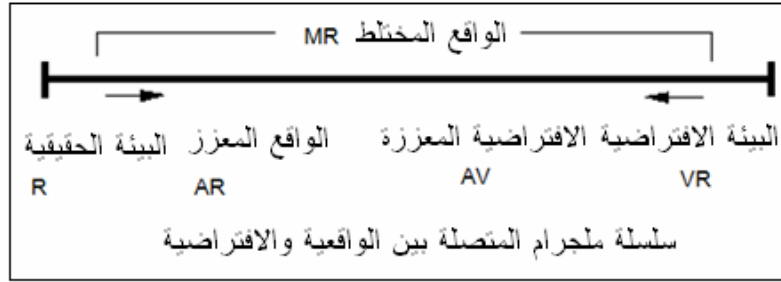 الواقع المختلط MR
البيئة الافتراضية الافتراضية المعززة الواقع المعزز البيئة الحقيقية
VR AV AR R
سلسلة ملجرام المتصلة بين الواقعية والافتراضية